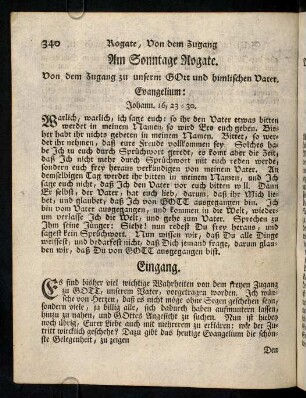 340 Rogate, Von dem Zugang
Am Sonntage Rogate.
Von dem Zugang zu unserm GOtt und himlischen Vater.
Evangelium:
Johann. 16, 23-30.
Warlich, warlich, ich sage euch: so ihr den Vater etwas bitten
werdet in meinem Namen, so wird Ers euch geben. Bis-
her habt ihr nichts gebeten in meinem Namen. Bittet, so wer-
det ihr nehmen, daß eure Freude vollkommen sey. Solches ha-
be Ich zu euch durch Sprüchwort geredet, es komt aber die Zeit,
daß Ich nicht mehr durch Sprüchwort mit euch reden werde,
sondern euch frey heraus verkündigen von meinem Vater. An
demselbigen Tag werdet ihr bitten in meinem Namen, und Ich
sage euch nicht, daß Ich den Vater vor euch bitten will. Dann
Er selbst, der Vater, hat euch lieb, darum, daß ihr Mich lie-
bet, und glaubet, daß Ich von GOTT ausgegangen bin. Ich
bin vom Vater ausgegangen, und kommen in die Welt, wieder-
um verlasse Ich die Welt, und gehe zum Vater. Sprechen zu
Ihm seine Jünger: Siehe! nun redest Du frey heraus, und
sagest kein Sprüchwort. Nun wissen wir, daß Du alle Dinge
weissest, und bedarfest nicht, daß Dich jemand frage, darum glau-
ben wir, daß Du von GOTT ausgegangen bist.
Eingang.
Es sind bisher viel wichtige Wahrheiten von dem freyen Zugang
zu GOTT, unserem Vater, vorgetragen worden. Ich wün-
sche von Herzen, daß es nicht möge ohne Segen geschehen seyn,
sondern viele, ja billig alle, sich dadurch haben aufmuntern lassen,
hinzu zu nahen, und GOttes Angesicht zu suchen. Nun ist hiebey
noch übrig, Eurer Liebe auch mit mehrerem zu erklären: wie der Zu-
tritt würcklich geschehe? Dazu gibt das heutige Evangelium die schön-
ste Gelegenheit, zu zeigen
Den